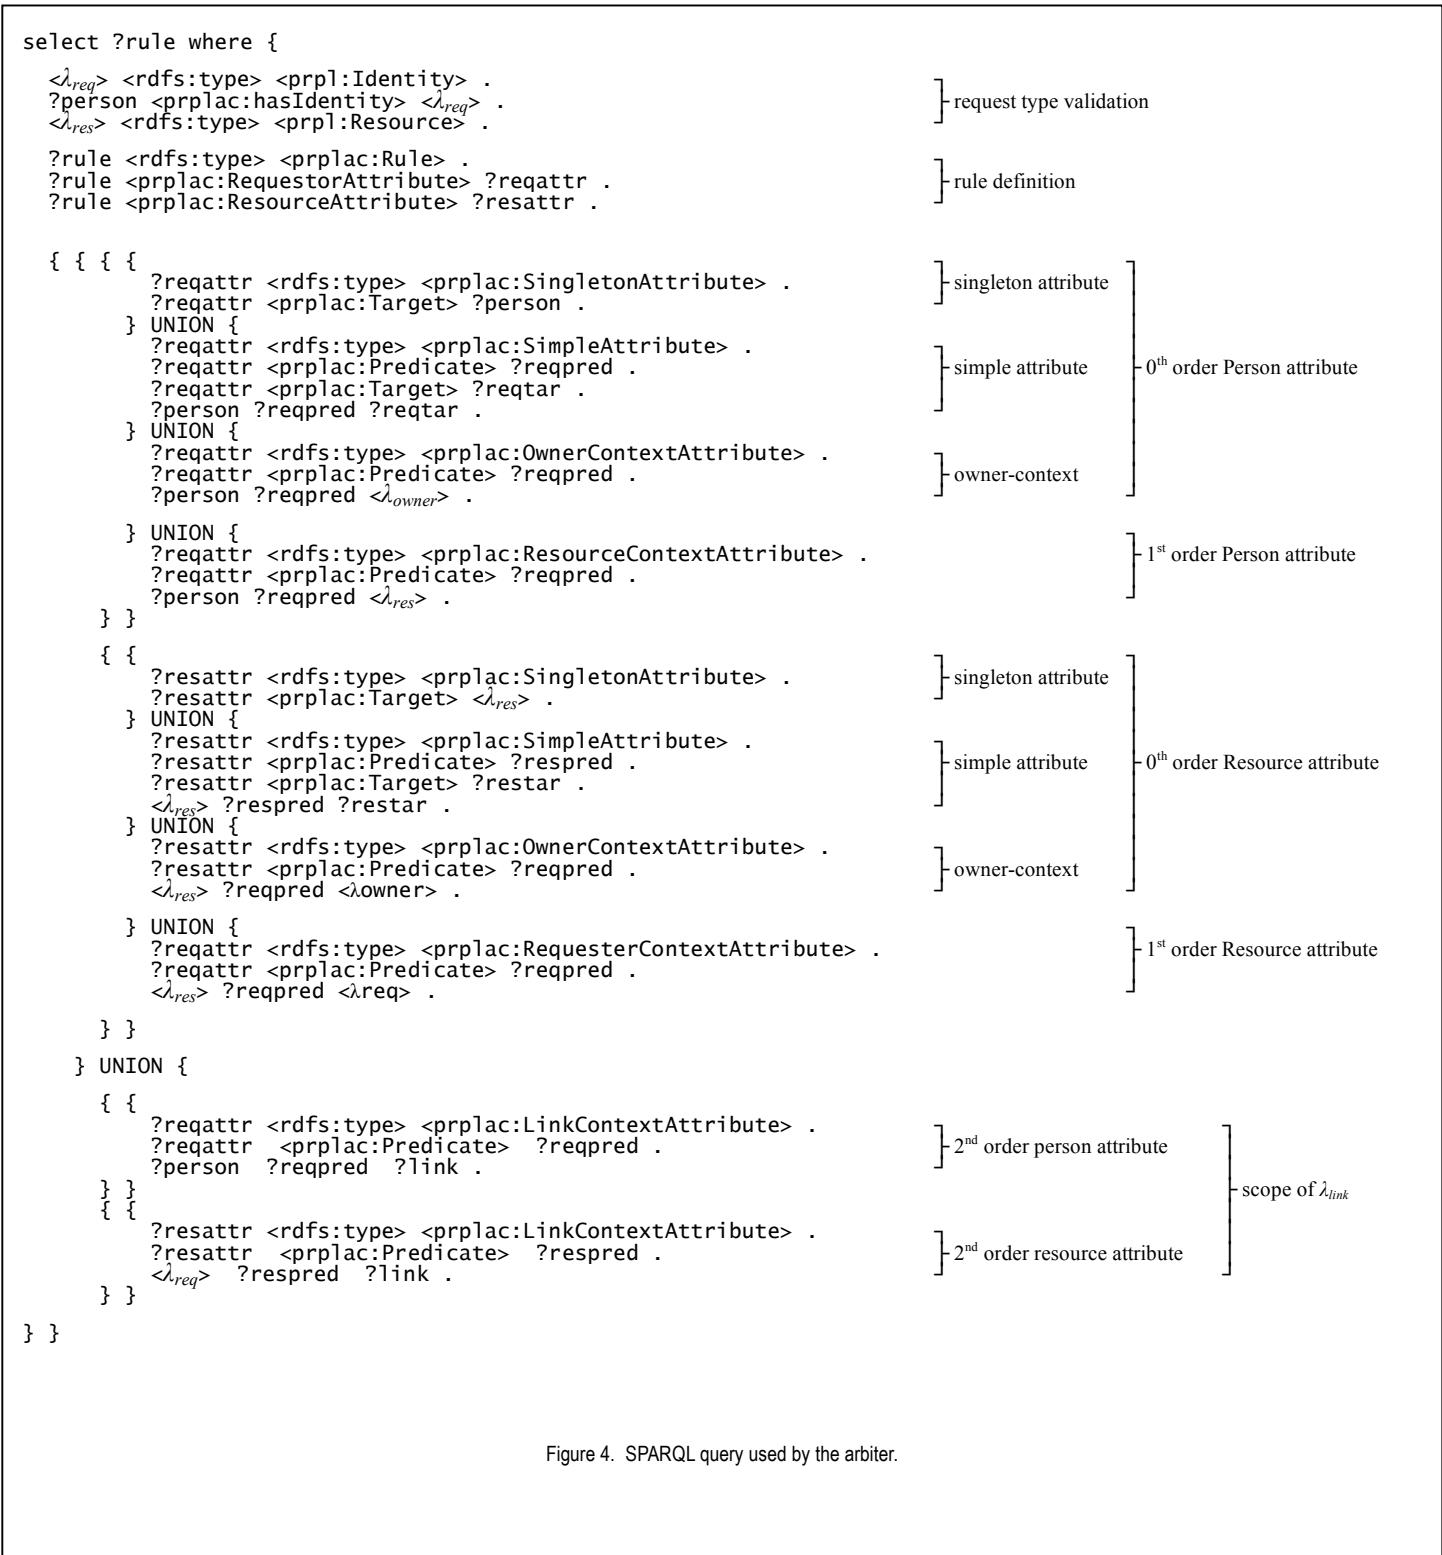 select ?rule where {
<λreq> <rdfs:type> <prpl:Identity> .
?person <prplac:hasIdentity> <λreq> .
<λres> <rdfs:type> <prpl:Resource> .
request type validation
?rule <rdfs:type> <prplac:Rule> .
?rule <prplac:RequestorAttribute> ?reqattr .
?rule <prplac:ResourceAttribute> ?resattr .
rule definition
{ { { {
?reqattr <rdfs:type> <prplac:SingletonAttribute> .
?reqattr <prplac:Target> ?person .
singleton attribute
} UNION {
?reqattr <rdfs:type> <prplac:SimpleAttribute> .
?reqattr <prplac:Predicate> ?reqpred .
?reqattr <prplac:Target> ?reqtar .
?person ?reqpred ?reqtar .
simple attribute
0th order Person attribute
} UNION {
?reqattr <rdfs:type> <prplac:OwnerContextAttribute> .
?reqattr <prplac:Predicate> ?reqpred .
?person ?reqpred <λowner> .
owner-context
} UNION {
?reqattr <rdfs:type> <prplac:ResourceContextAttribute> .
?reqattr <prplac:Predicate> ?reqpred .
?person ?reqpred <λres> .
1st order Person attribute
} }
{ {
?resattr <rdfs:type> <prplac:SingletonAttribute> .
?resattr <prplac:Target> <λres> .
singleton attribute
} UNION {
?resattr <rdfs:type> <prplac:SimpleAttribute> .
?resattr <prplac:Predicate> ?respred .
?resattr <prplac:Target> ?restar .
<λres> ?respred ?restar .
simple attribute
0th order Resource attribute
} UNION {
?resattr <rdfs:type> <prplac:OwnerContextAttribute> .
?resattr <prplac:Predicate> ?reqpred .
<λres> ?reqpred <λowner> .
owner-context
} UNION {
?reqattr <rdfs:type> <prplac:RequesterContextAttribute> .
?reqattr <prplac:Predicate> ?reqpred .
<λres> ?reqpred <λreq> .
1st order Resource attribute
} }
} UNION {
{ {
?reqattr <rdfs:type> <prplac:LinkContextAttribute> .
?reqattr <prplac:Predicate> ?reqpred .
?person ?reqpred ?link .
2nd order person attribute
} }
scope of λlink
{ {
?resattr <rdfs:type> <prplac:LinkContextAttribute> .
?resattr <prplac:Predicate> ?respred .
<λreq> ?respred ?link .
2nd order resource attribute
} }
} }
Figure 4. SPARQL query used by the arbiter.